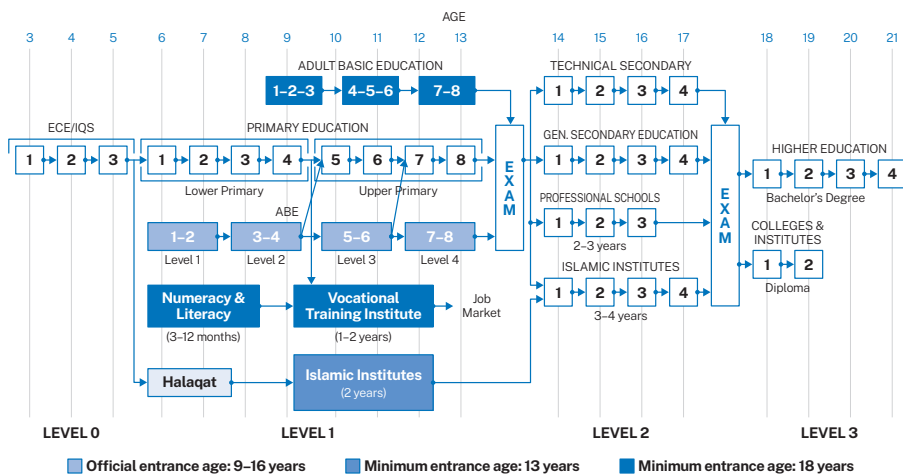 AGE
3 4 5 6 7 8 9 10 11 12 13 14 15 16 17 18 19 20 21
ADULT BASIC EDUCATION
1–2–3 4–5–6 7–8
TECHNICAL SECONDARY
1 2 3 4
ECE/IQS
1 2 3
PRIMARY EDUCATION
1 2 3 4 5 6 7 8
Lower Primary
Upper Primary
EXAM
GEN. SECONDARY EDUCATION
1 2 3 4
EXAM
HIGHER EDUCATION
1 2 3 4
Bachelor's Degree
ABE
1–2 3–4 5–6 7–8
Level 1 Level 2 Level 3 Level 4
PROFESSIONAL SCHOOLS
1 2 3
2–3 years
COLLEGES &
INSTITUTES
1 2
Diploma
ISLAMIC INSTITUTES
1 2 3 4
3–4 years
Numeracy &
Literacy
(3–12 months)
Vocational
Training Institute
(1–2 years)
Job
Market
Halaqat
Islamic Institutes
(2 years)
LEVEL 0 LEVEL 1 LEVEL 2 LEVEL 3
Official entrance age: 9–16 years
Minimum entrance age: 13 years
Minimum entrance age: 18 years